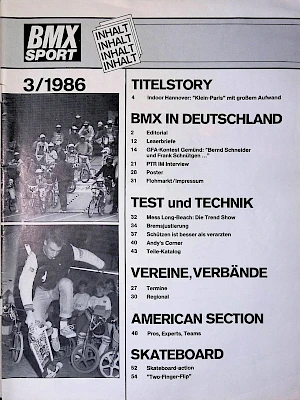 BMX
SPORT
INHALT
INHALT
INHALT
INHALT
3/1986
TITELSTORY
4 Indoor Hannover: "Klein-Paris" mit großem Aufwand
BMX IN DEUTSCHLAND
2 Editorial
12 Leserbriefe
14 GFA-Kontest Gemünd: "Bernd Schneider
und Frank Schnütgen ..."
21 PTR IM Interview
28 Poster
31 Flohmarkt/Impressum
TEST und TECHNIK
32 Mess Long-Beach: Die Trend Show
34 Bremsjustierung
37 Schützen ist besser als verarzten
40 Andy's Corner
43 Teile-Katalog
VEREINE, VERBÄNDE
27 Termine
30 Regional
AMERICAN SECTION
48 Pros, Experts, Teams
SKATEBOARD
52 Skateboard-action
54 "Two-Finger-Flip"